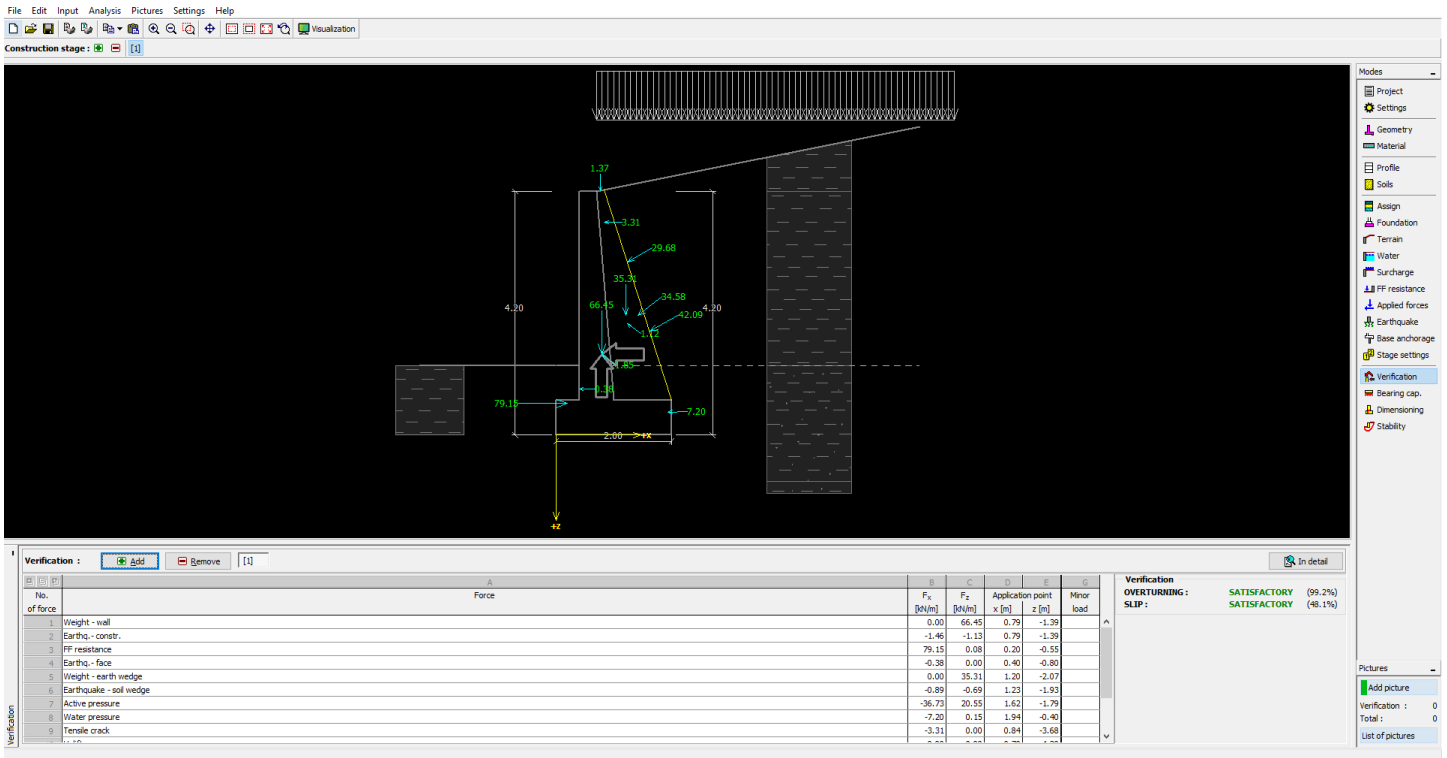 File Edit Input Analysis Pictures Settings Help
Visualization
Construction stage : [1]
1.37
3.31
29.68
35.31
34.58
66.45
42.09
4.20
4.20
1.12
1.85
0.38
79.15
7.20
2.00
+x
+z
Modes
Project
Settings
Geometry
Material
Profile
Soils
Assign
Foundation
Terrain
Water
Surcharge
FF resistance
Applied forces
Earthquake
Base anchorage
Stage settings
Verification
Bearing cap.
Dimensioning
Stability
Verification : Add Remove [1] In detail
A B C D E G
No. Force Fx Fz Application point Minor
of force [kN/m] [kN/m] x [m] z [m] load
1 Weight - wall 0.00 66.45 0.79 -1.39
2 Earthq.- constr. -1.46 -1.13 0.79 -1.39
3 FF resistance 79.15 0.08 0.20 -0.55
4 Earthq.- face -0.38 0.00 0.40 -0.80
5 Weight - earth wedge 0.00 35.31 1.20 -2.07
6 Earthquake - soil wedge -0.89 -0.69 1.23 -1.93
7 Active pressure -36.73 20.55 1.62 -1.79
8 Water pressure -7.20 0.15 1.94 -0.40
9 Tensile crack -3.31 0.00 0.84 -3.68
Verification
OVERTURNING : SATISFACTORY (99.2%)
SLIP : SATISFACTORY (48.1%)
Verification
Pictures
Add picture
Verification : 0
Total : 0
List of pictures